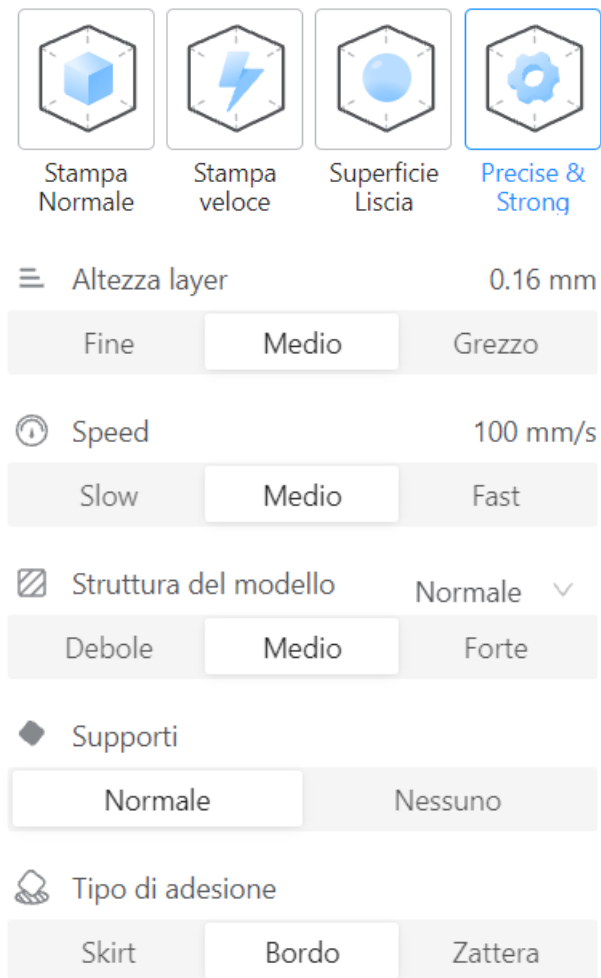 Stampa Normale
Stampa veloce
Superficie Liscia
Precise & Strong
Altezza layer 0.16 mm
Fine Medio Grezzo
Speed 100 mm/s
Slow Medio Fast
Struttura del modello Normale
Debole Medio Forte
Supporti
Normale Nessuno
Tipo di adesione
Skirt Bordo Zattera